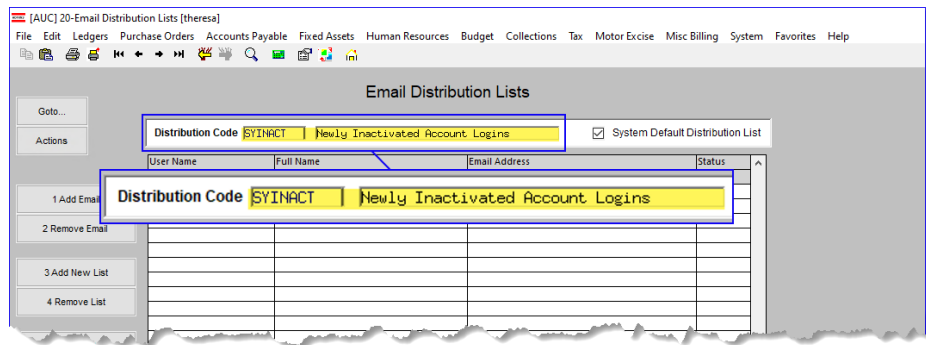 [AUC] 20-Email Distribution Lists [theresa]
File Edit Ledgers Purchase Orders Accounts Payable Fixed Assets Human Resources Budget Collections Tax Motor Excise Misc Billing System Favorites Help
Email Distribution Lists
Goto...
Actions
Distribution Code SYINACT Newly Inactivated Account Logins
System Default Distribution List
User Name Full Name Email Address Status
Distribution Code SYINACT Newly Inactivated Account Logins
1 Add Email
2 Remove Email
3 Add New List
4 Remove List